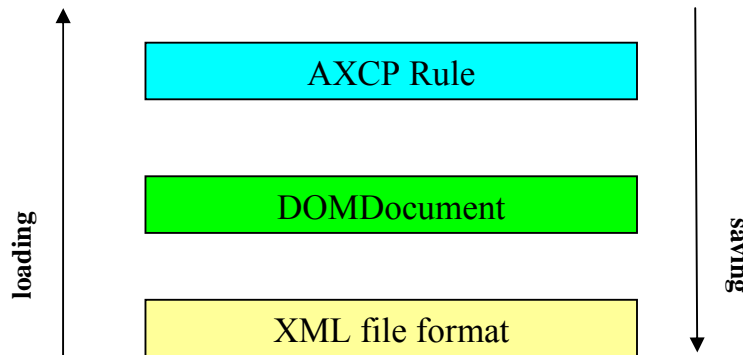 AXCP Rule
DOMDocument
XML file format
loading
saving